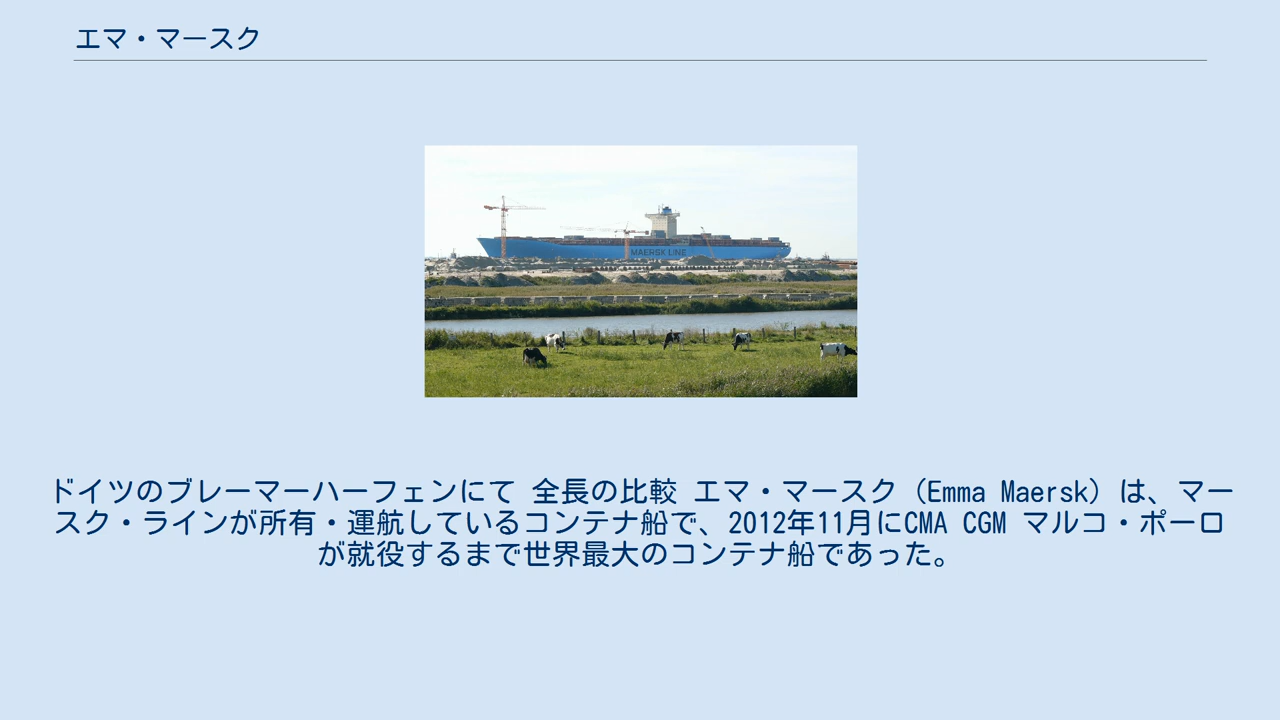 エマ・マースク
MAERSK LINE
ドイツのブレーマーハーフェンにて 全長の比較 エマ・マースク（Emma Maersk）は、マー
スク・ラインが所有・運航しているコンテナ船で、2012年11月にCMA CGM マルコ・ポーロ
が就役するまで世界最大のコンテナ船であった。